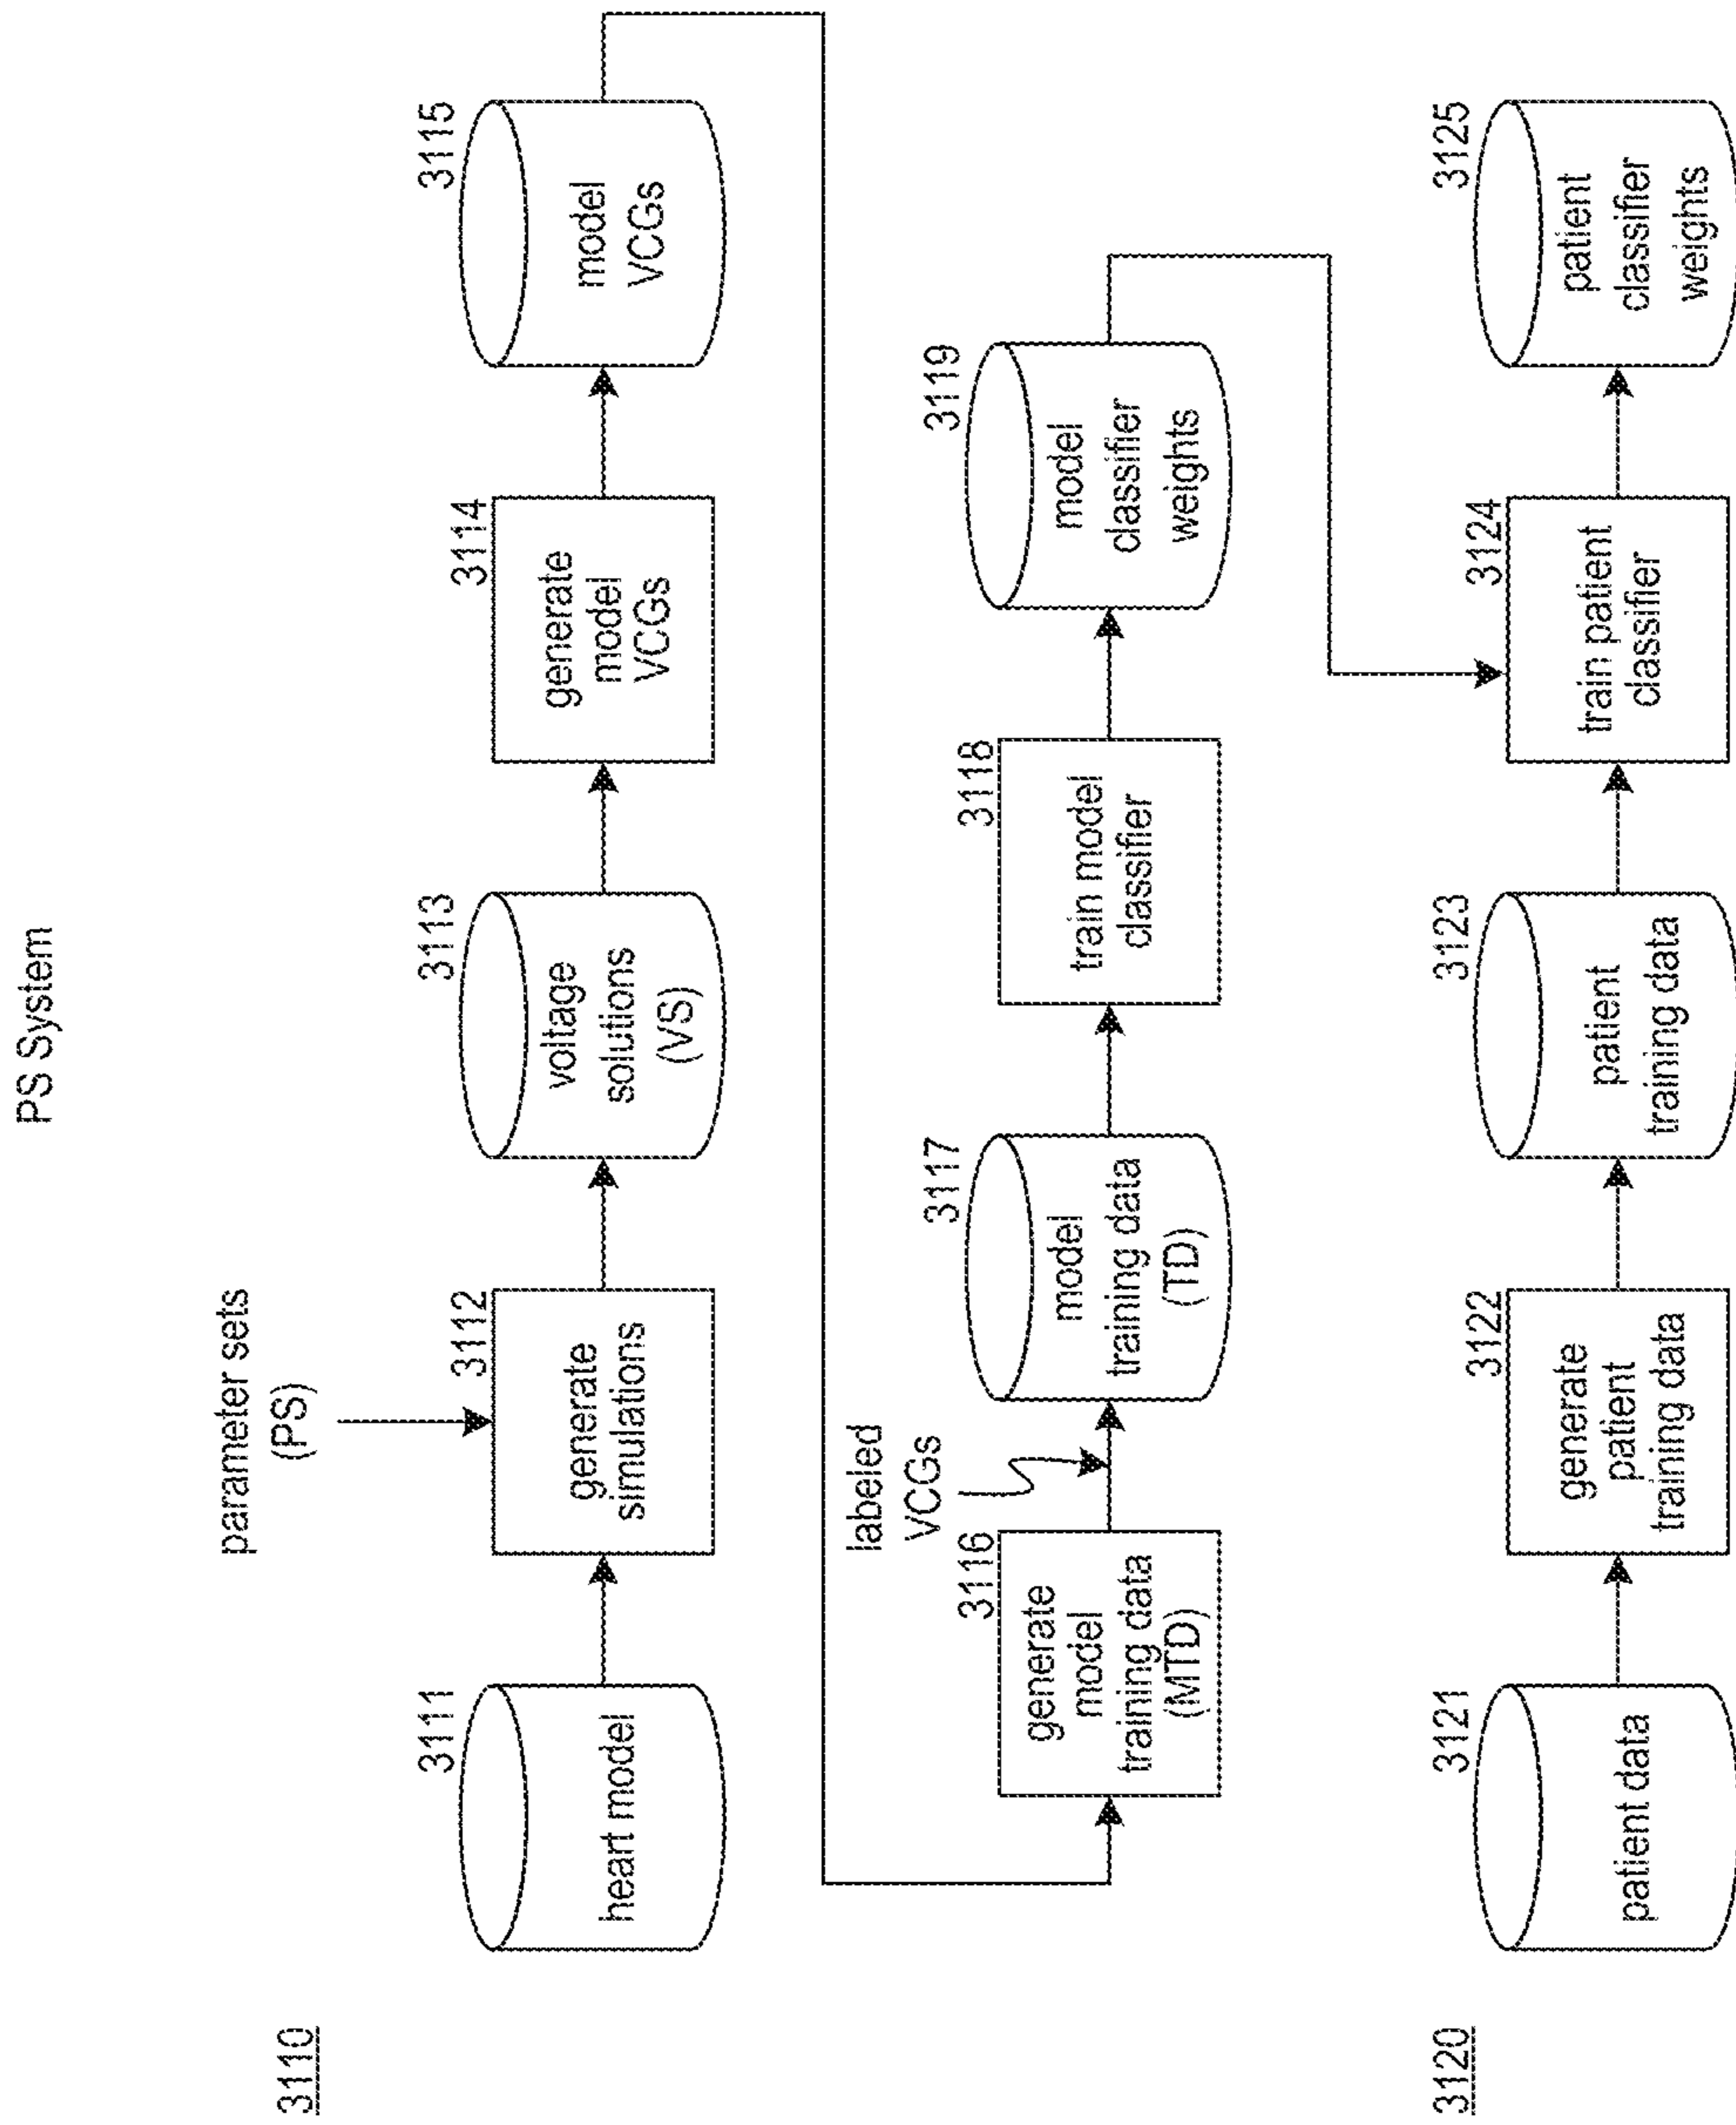 PS System
3110
parameter sets
(PS)
3111
heart model
3112
generate
simulations
3113
voltage
solutions
(VS)
3114
generate
model
VCGs
3115
model
VCGs
3116
generate
model
training data
(MTD)
labeled
VCGs
3117
model
training data
(TD)
3118
train model
classifier
3119
model
classifier
weights
3120
3121
patient data
3122
generate
patient
training data
3123
patient
training data
3124
train patient
classifier
3125
patient
classifier
weights